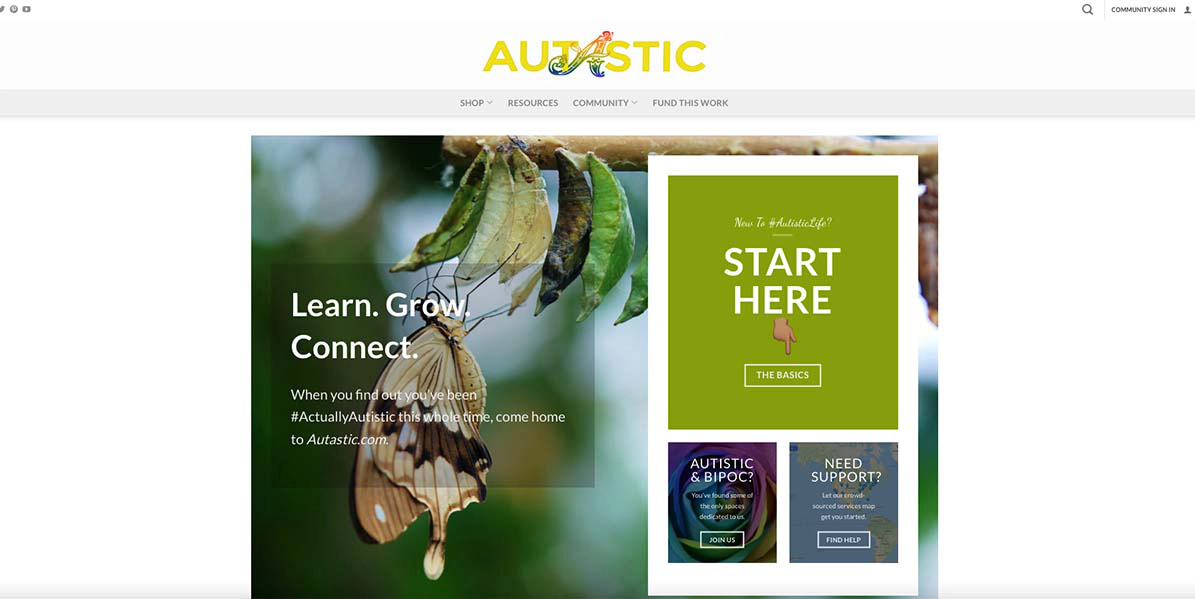 COMMUNITY SIGN IN
AUTASTIC
SHOP
RESOURCES
COMMUNITY
FUND THIS WORK
Learn. Grow.
Connect.
When you find out you've been
#ActuallyAutistic this whole time, come home
to Autastic.com.
New To #AutisticLife?
START
HERE
THE BASICS
AUTISTIC
& BIPOC?
You've found some of
the only spaces
dedicated to us.
JOIN US
NEED
SUPPORT?
Let our crowd-
sourced services map
get you started.
FIND HELP